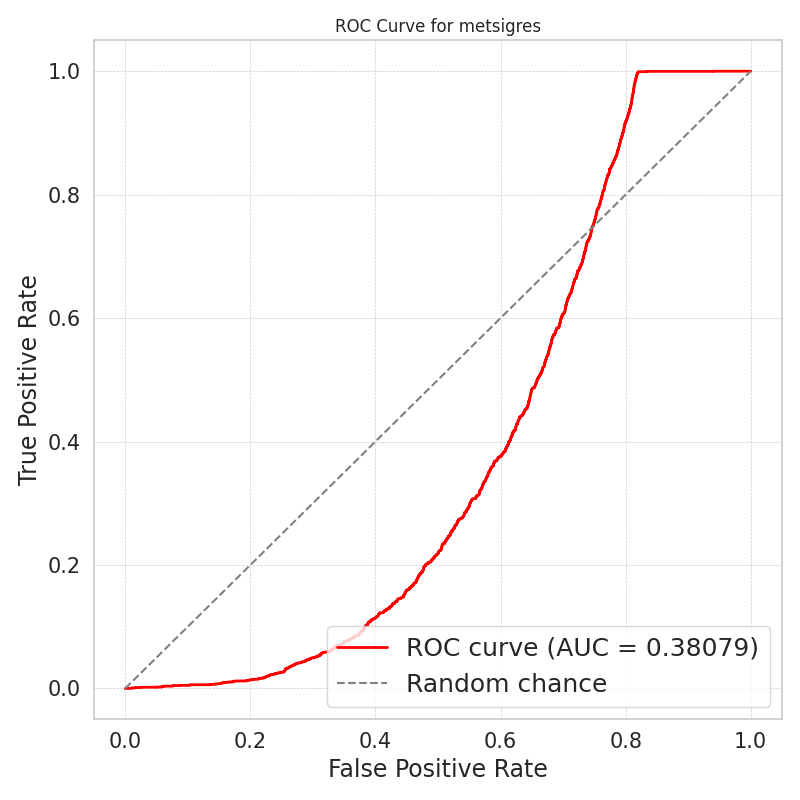 ROC Curve for metsigres
True Positive Rate
1.0
0.8
0.6
0.4
0.2
0.0
ROC curve (AUC = 0.38079)
Random chance
0.0 0.2 0.4 0.6 0.8 1.0
False Positive Rate